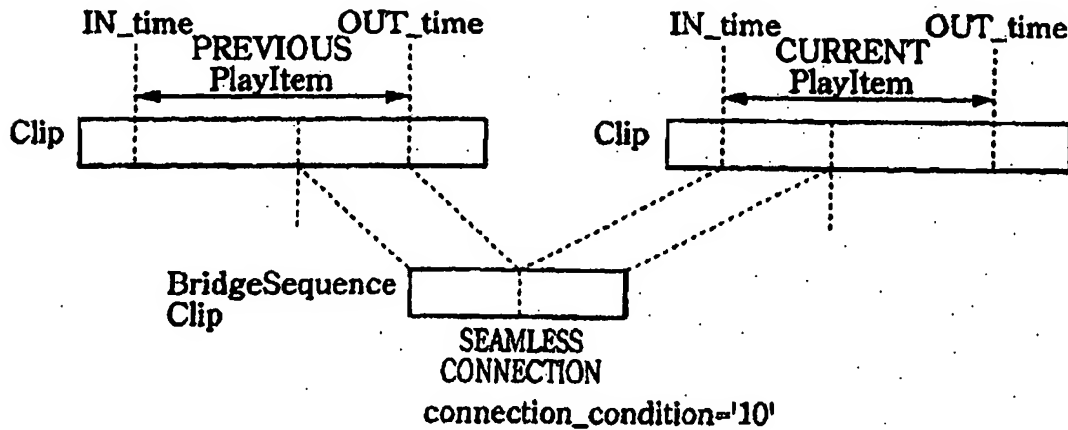 IN_time
OUT_time
PREVIOUS
PlayItem
Clip
IN_time
OUT_time
CURRENT
PlayItem
Clip
BridgeSequence
Clip
SEAMLESS
CONNECTION
connection_condition='10'